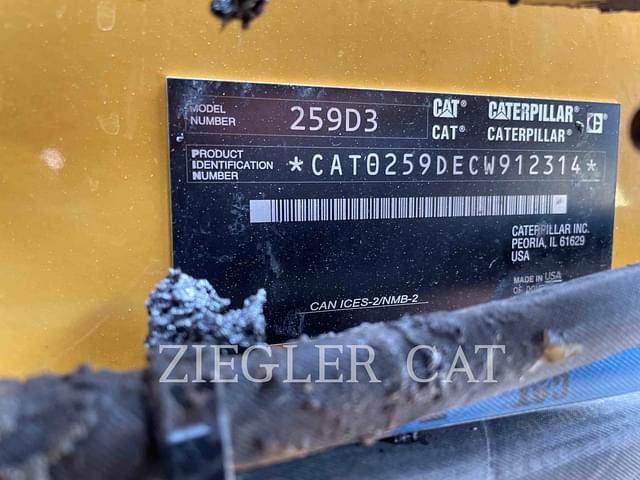 MODEL
NUMBER
259D3
CAT® CATERPILLAR®
CAT® CATERPILLAR®
PRODUCT
IDENTIFICATION
NUMBER
*CAT0259DECW912314*
CATERPILLAR INC.
PEORIA, IL 61629
USA
MADE IN USA
CAN ICES-2/NMB-2
ZIEGLER CAT